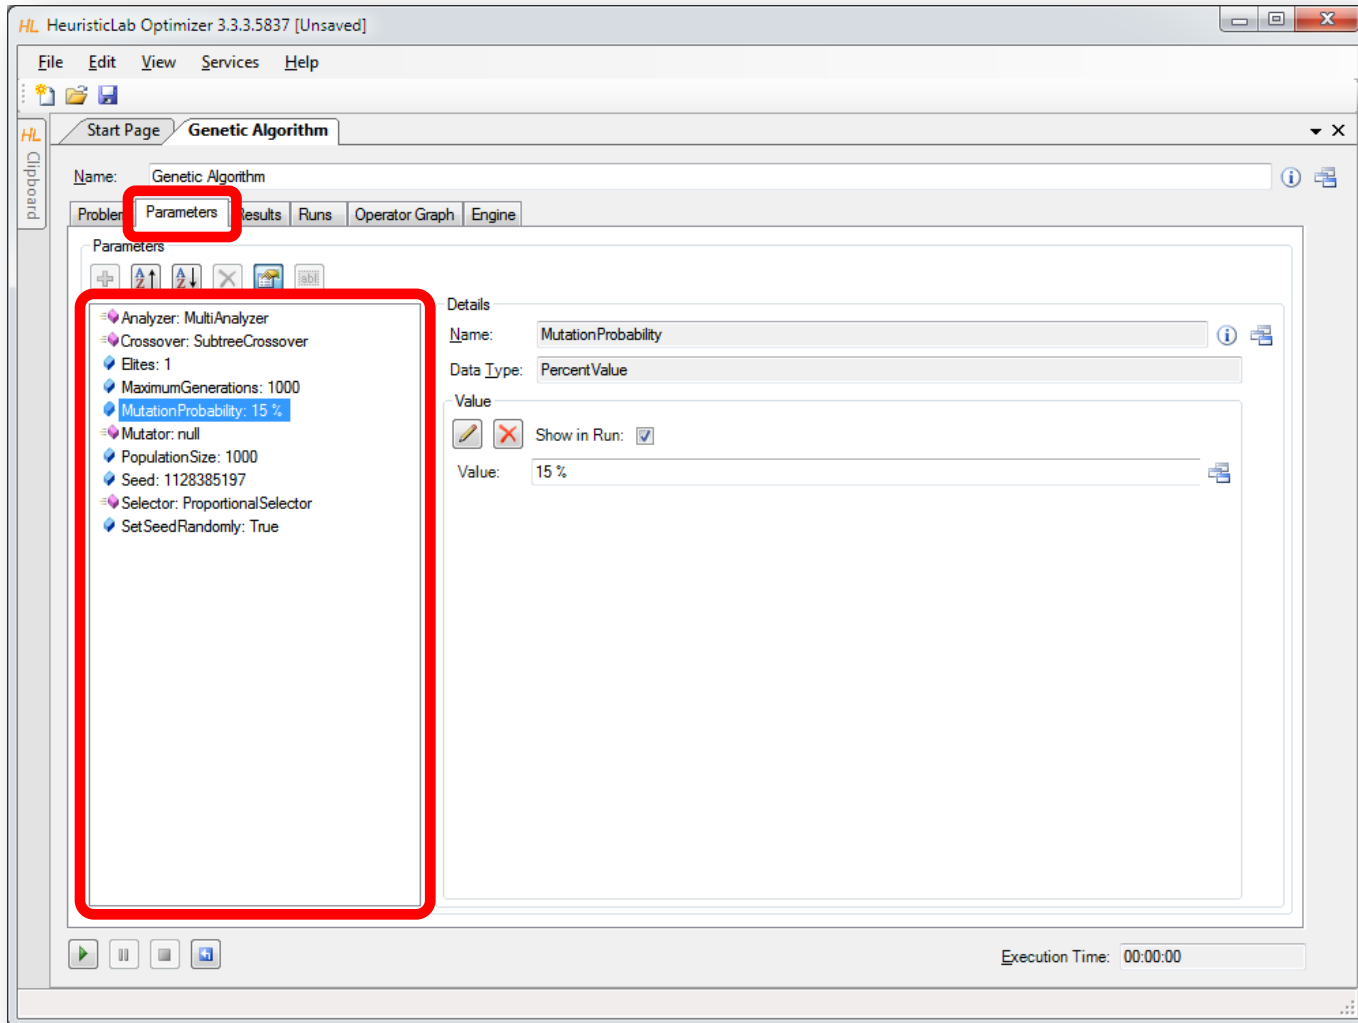 HL HeuristicLab Optimizer 3.3.3.5837 [Unsaved]
File Edit View Services Help
HL Clipboard
Start Page Genetic Algorithm
Name: Genetic Algorithm
Problem Parameters Results Runs Operator Graph Engine
Parameters
Analyzer: MultiAnalyzer
Crossover: SubtreeCrossover
Elites: 1
MaximumGenerations: 1000
MutationProbability: 15 %
Mutator: null
PopulationSize: 1000
Seed: 1128385197
Selector: ProportionalSelector
SetSeedRandomly: True
Details
Name: MutationProbability
Data Type: PercentValue
Value
Show in Run:
Value: 15 %
Execution Time: 00:00:00